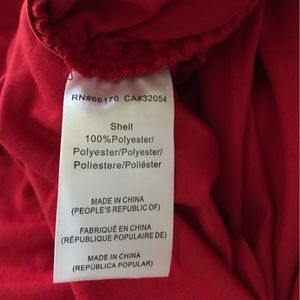 RN#66170 CA#32054
Shell
100%Polyester/
Polyester/Polyester/
Poliestere/Poliéster
MADE IN CHINA
(PEOPLE'S REPUBLIC OF)
FABRIQUÉ EN CHINA
(RÉPUBLIQUE POPULAIRE DE)
MADE IN CHINA
(REPÚBLICA POPULAR)